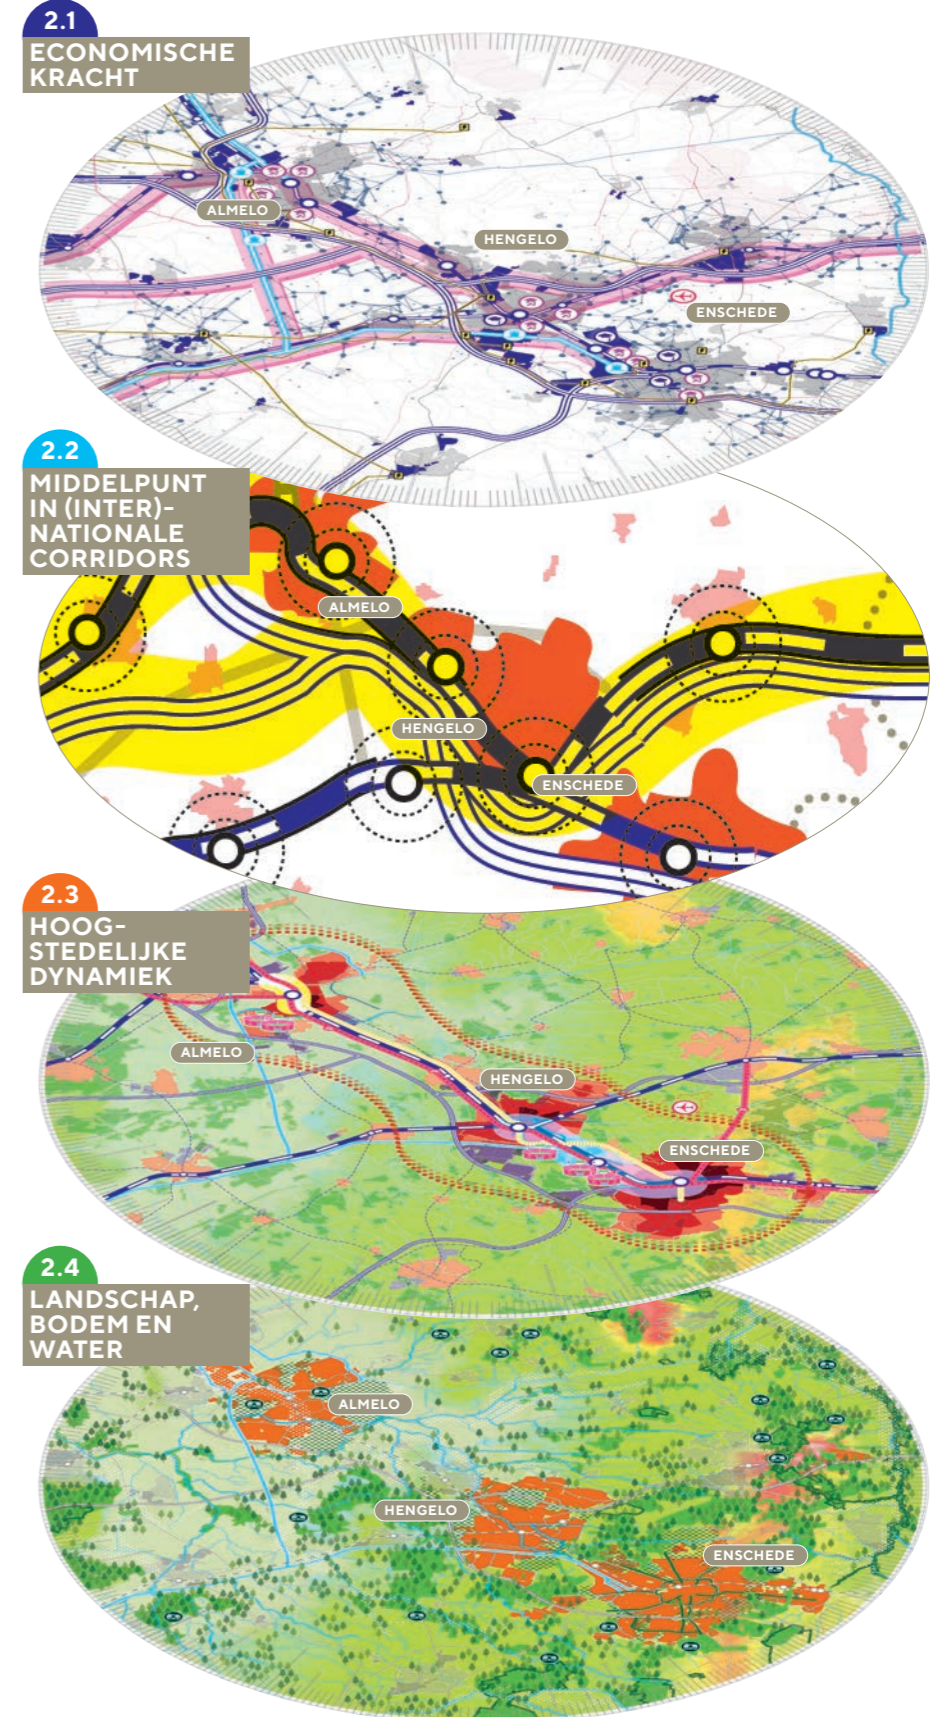 2.1
ECONOMISCHE
KRACHT
ALMELO
HENGELO
ENSCHEDE
2.2
MIDDELPUNT
IN (INTER)-
NATIONALE
CORRIDORS
ALMELO
HENGELO
ENSCHEDE
2.3
HOOG-
STEDELIJKE
DYNAMIEK
ALMELO
HENGELO
ENSCHEDE
2.4
LANDSCHAP,
BODEM EN
WATER
ALMELO
HENGELO
ENSCHEDE